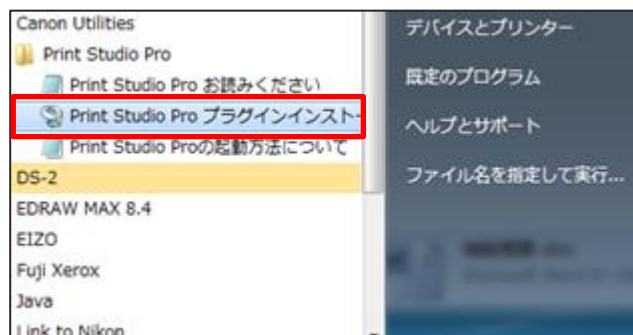 Canon Utilities
Print Studio Pro
Print Studio Pro お読みください
Print Studio Pro プラグインインスト
Print Studio Proの起動方法について
DS-2
EDRAW MAX 8.4
EIZO
Fuji Xerox
Java
Link to Nikon
デバイスとプリンター
既定のプログラム
ヘルプとサポート
ファイル名を指定して実行...